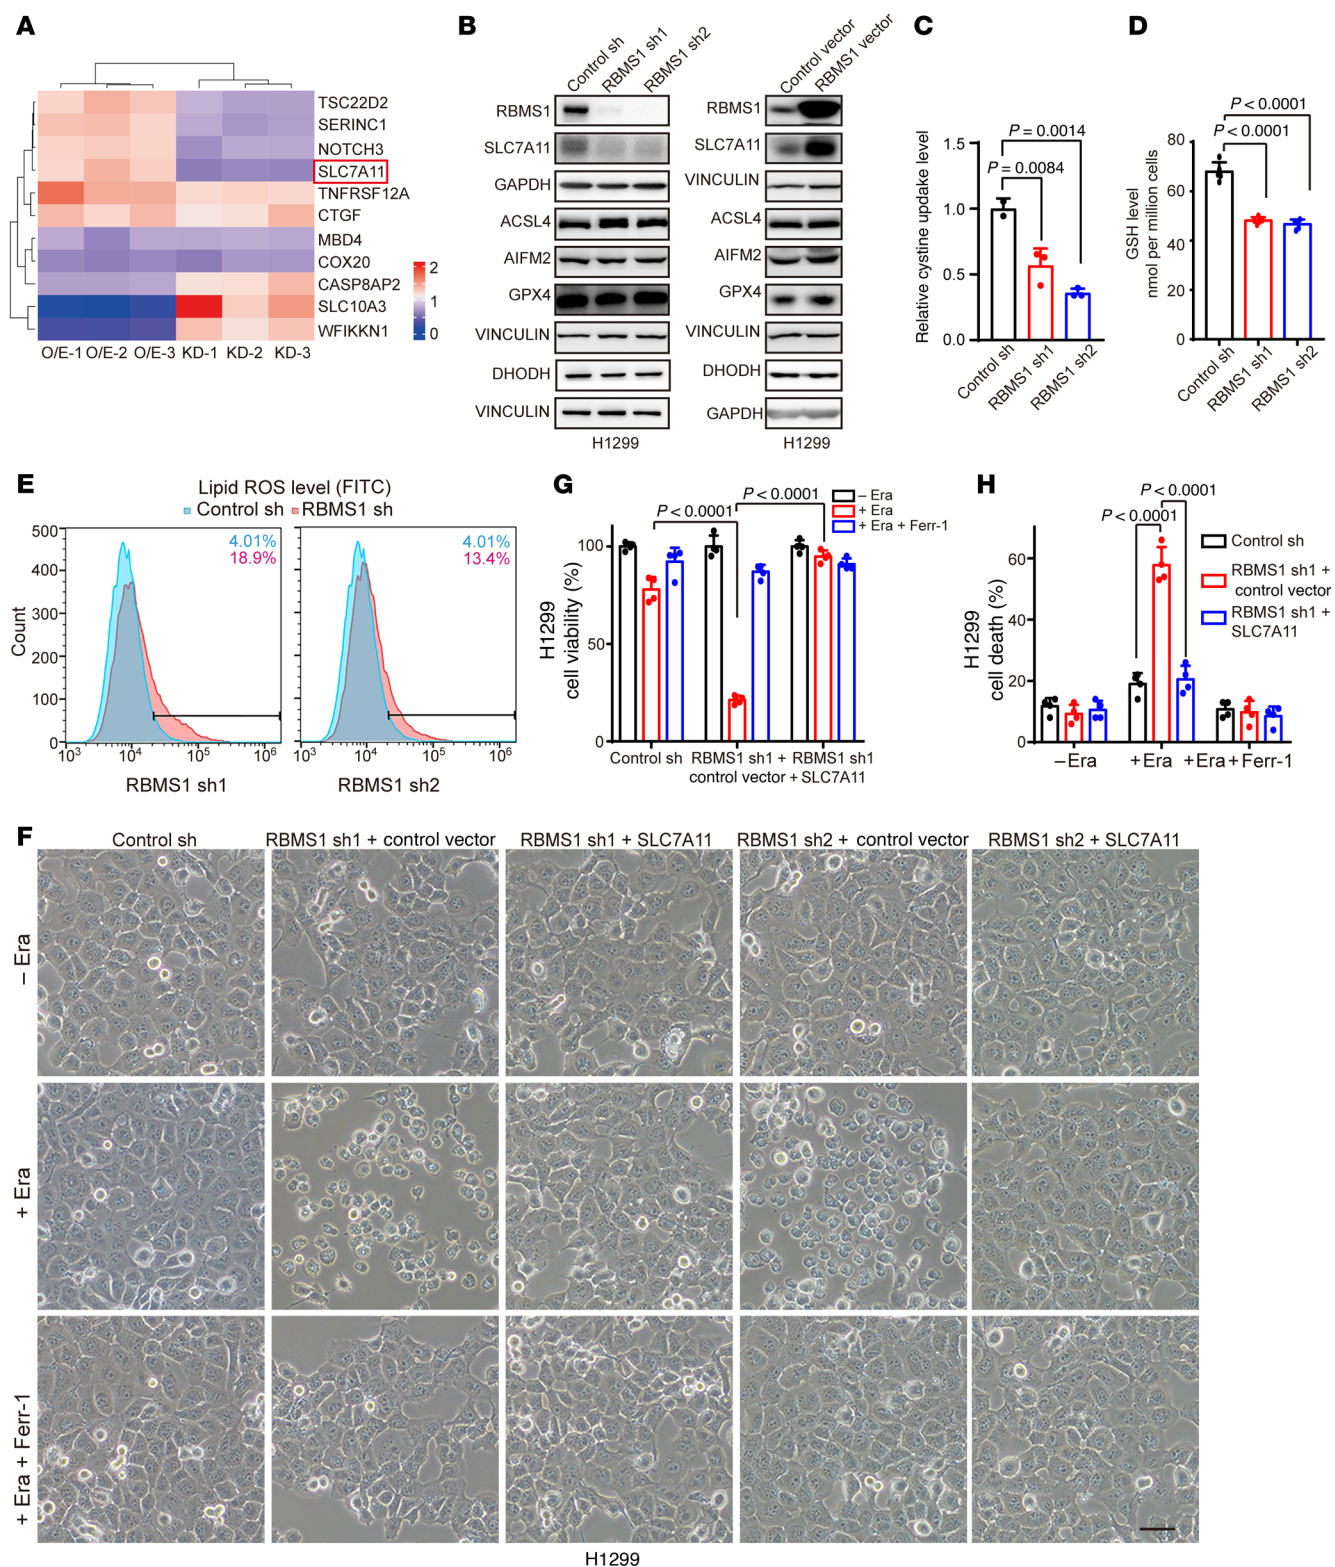 A
TSC22D2
SERINC1
NOTCH3
SLC7A11
TNFRSF12A
CTGF
MBD4
COX20
CASP8AP2
SLC10A3
WFIKKN1
2
1
0
O/E-1 O/E-2 O/E-3 KD-1 KD-2 KD-3
B
Control sh RBMS1 sh1 RBMS1 sh2
RBMS1
SLC7A11
GAPDH
ACSL4
AIFM2
GPX4
VINCULIN
DHODH
VINCULIN
H1299
Control vector RBMS1 vector
RBMS1
SLC7A11
VINCULIN
ACSL4
AIFM2
GPX4
VINCULIN
DHODH
GAPDH
H1299
C
Relative cystine updake level
1.5
1.0
0.5
0.0
P = 0.0014
P = 0.0084
Control sh
RBMS1 sh1
RBMS1 sh2
D
GSH level
nmol per million cells
80
60
40
20
0
P < 0.0001
P < 0.0001
Control sh
RBMS1 sh1
RBMS1 sh2
E
Lipid ROS level (FITC)
Control sh RBMS1 sh
Count
500
400
300
200
100
0
4.01%
18.9%
10³ 10⁴ 10⁵ 10⁶
RBMS1 sh1
4.01%
13.4%
10³ 10⁴ 10⁵ 10⁶
RBMS1 sh2
G
H1299
cell viability (%)
100
50
0
P < 0.0001
P < 0.0001
– Era
+ Era
+ Era + Ferr-1
Control sh RBMS1 sh1 + RBMS1 sh1
control vector + SLC7A11
H
H1299
cell death (%)
60
40
20
0
P < 0.0001
P < 0.0001
Control sh
RBMS1 sh1 +
control vector
RBMS1 sh1 +
SLC7A11
–Era +Era +Era+Ferr-1
F
Control sh RBMS1 sh1 + control vector RBMS1 sh1 + SLC7A11 RBMS1 sh2 + control vector RBMS1 sh2 + SLC7A11
– Era
+ Era
+ Era + Ferr-1
H1299